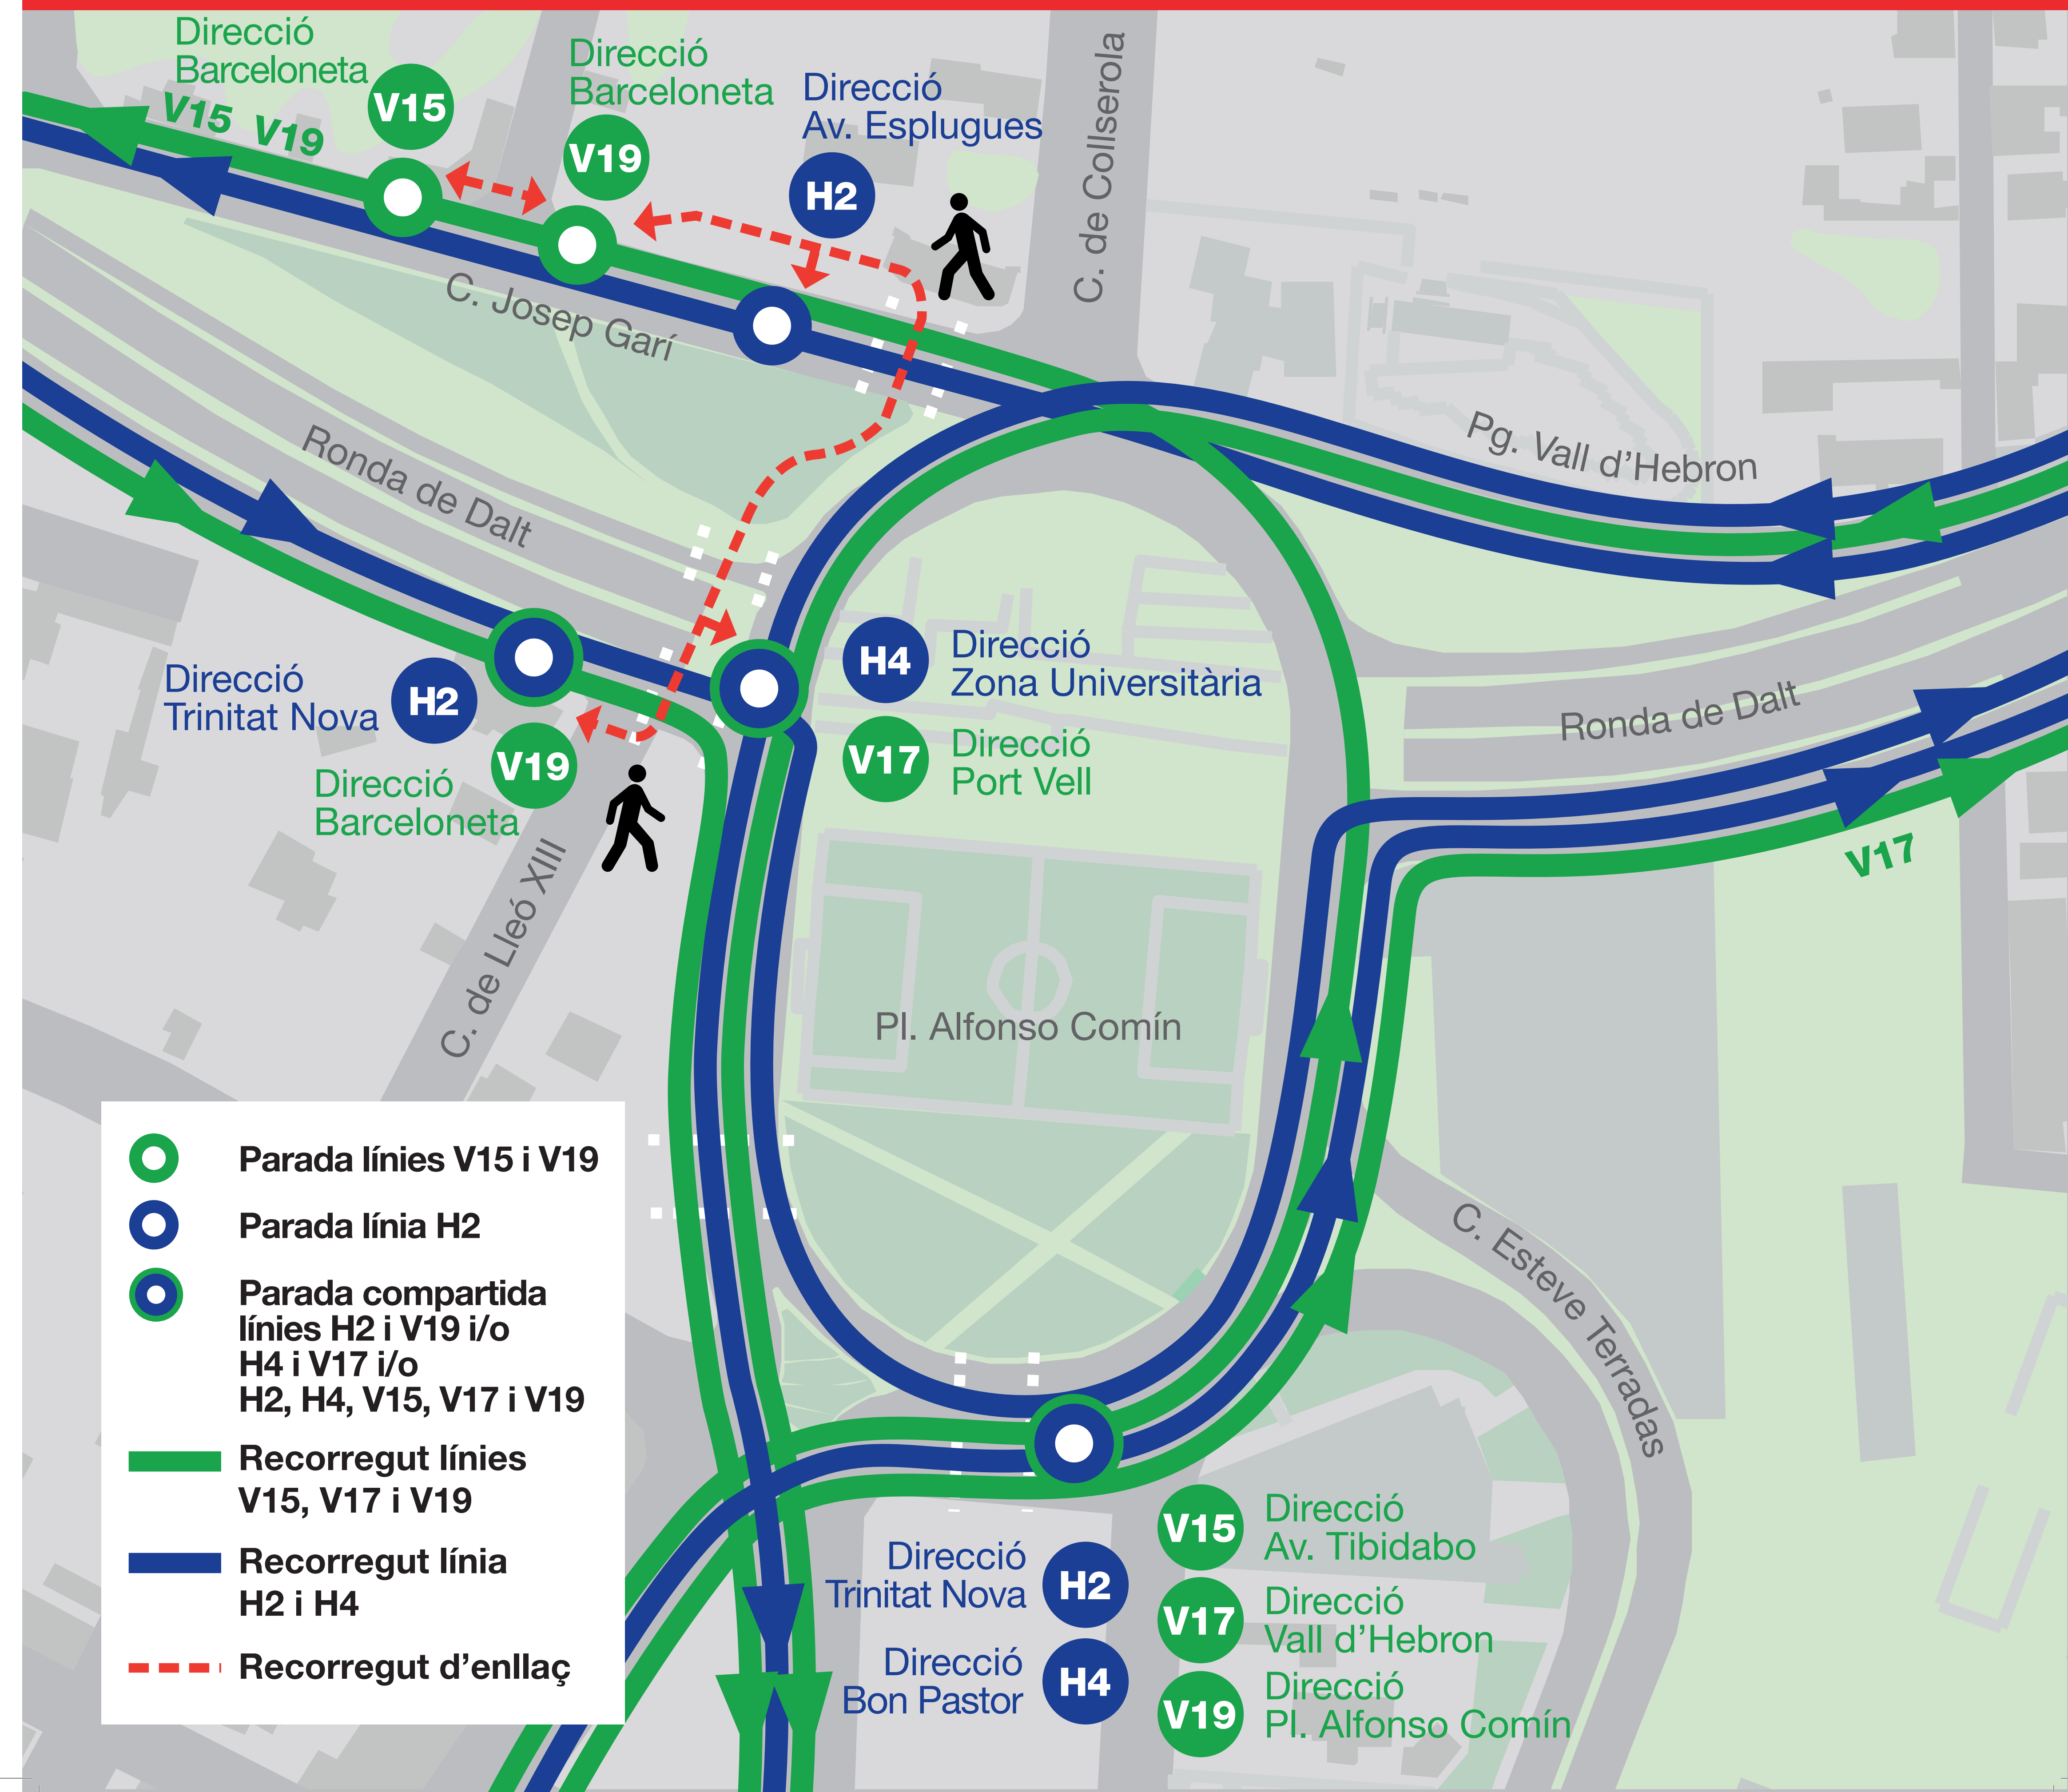 Direcció
Barceloneta
V15
V15 V19
Direcció
Barceloneta
V19
Direcció
Av. Esplugues
H2
C. de Collserola
C. Josep Garí
Pg. Vall d'Hebron
Ronda de Dalt
Direcció
Trinitat Nova
H2
V19
Direcció
Barceloneta
H4
Direcció
Zona Universitària
V17
Direcció
Port Vell
Ronda de Dalt
V17
C. de Lleó XIII
Pl. Alfonso Comín
C. Esteve Terradas
Parada línies V15 i V19
Parada línia H2
Parada compartida
línies H2 i V19 i/o
H4 i V17 i/o
H2, H4, V15, V17 i V19
Recorregut línies
V15, V17 i V19
Recorregut línia
H2 i H4
Recorregut d'enllaç
Direcció
Trinitat Nova
H2
Direcció
Bon Pastor
H4
V15
Direcció
Av. Tibidabo
V17
Direcció
Vall d'Hebron
V19
Direcció
Pl. Alfonso Comín